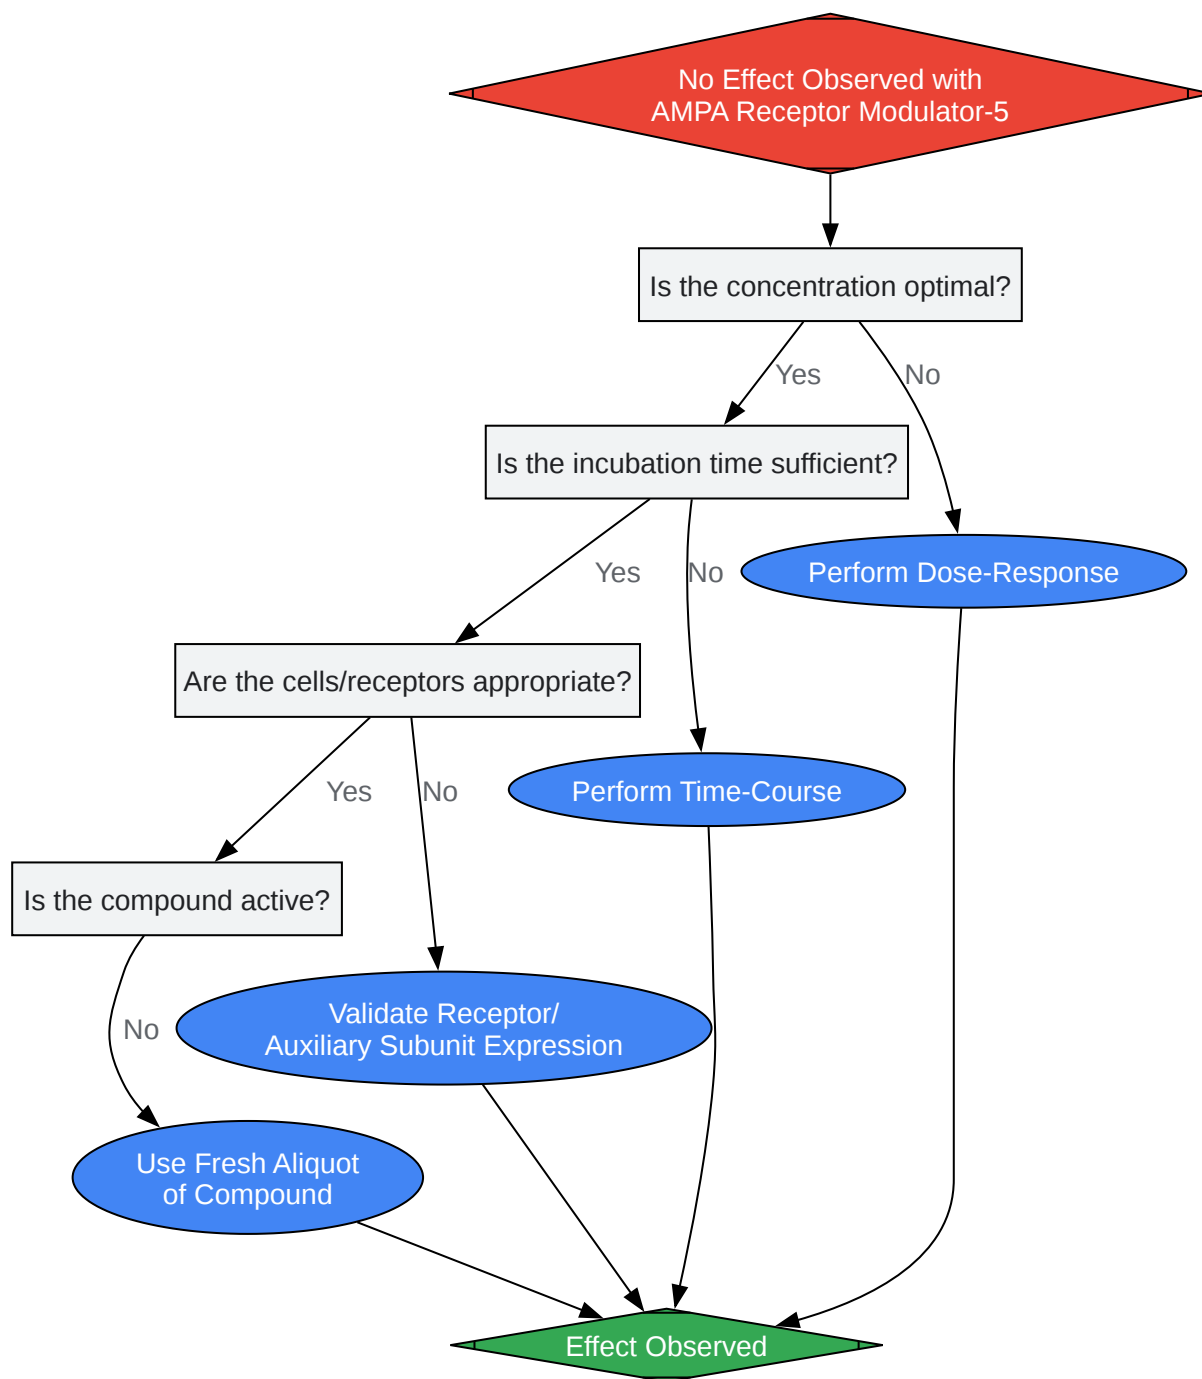 No Effect Observed with
AMPA Receptor Modulator-5
Is the concentration optimal?
Yes
No
Is the incubation time sufficient?
Yes
No
Perform Dose-Response
Are the cells/receptors appropriate?
Yes
No
Perform Time-Course
Is the compound active?
No
Validate Receptor/
Auxiliary Subunit Expression
Use Fresh Aliquot
of Compound
Effect Observed